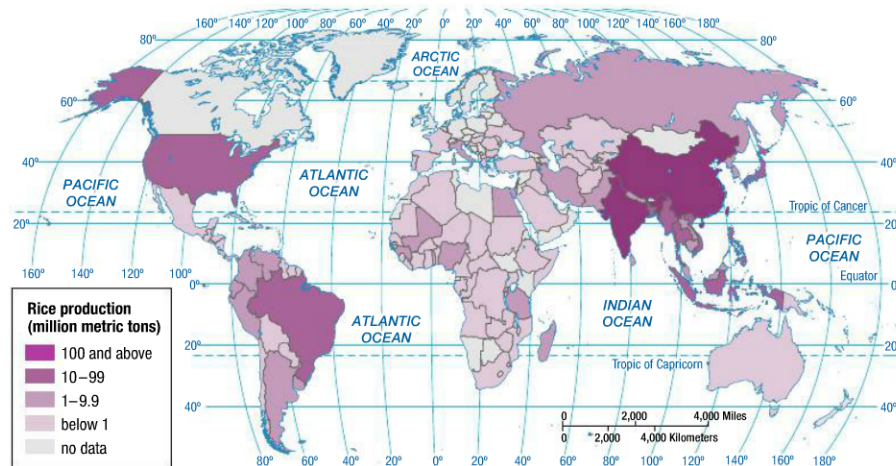 160° 140° 120° 100° 80° 60° 40° 20° 0° 20° 40° 60° 80° 100° 120° 140° 160° 180°
80°
ARCTIC
OCEAN
80°
60°
60°
40°
ATLANTIC
OCEAN
40°
PACIFIC
OCEAN
20°
Tropic of Cancer
20°
PACIFIC
OCEAN
160° 140° 120° 100° 0°
Equator
0° 160° 180°
INDIAN
OCEAN
ATLANTIC
OCEAN
20°
Tropic of Capricorn
20°
40°
40°
Rice production
(million metric tons)
100 and above
10–99
1–9.9
below 1
no data
0 2,000 4,000 Miles
0 2,000 4,000 Kilometers
80° 60° 40° 20° 0° 20° 40° 60° 80° 100° 120° 140° 160° 180°